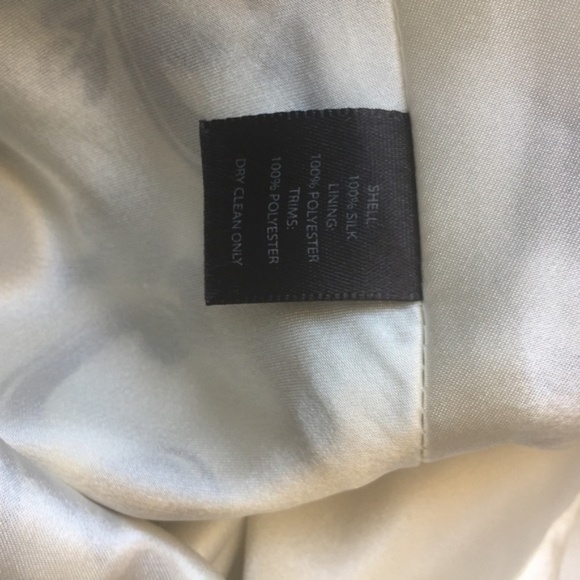 SHELL
100% SILK
LINING:
100% POLYESTER
TRIMS:
100% POLYESTER
DRY CLEAN ONLY